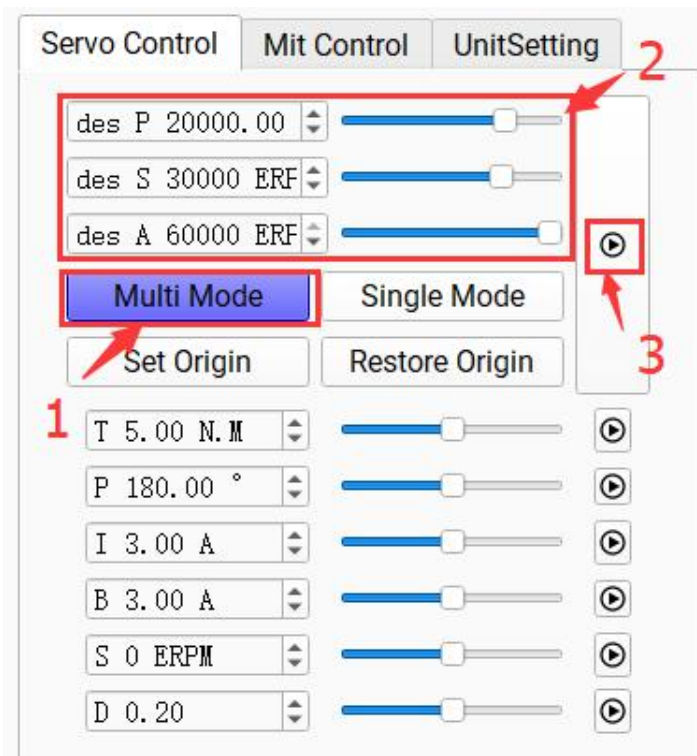 Servo Control Mit Control UnitSetting
2
des P 20000.00
des S 30000 ERF
des A 60000 ERF
Multi Mode Single Mode
3
Set Origin Restore Origin
1
T 5.00 N.M
P 180.00 °
I 3.00 A
B 3.00 A
S 0 ERPM
D 0.20